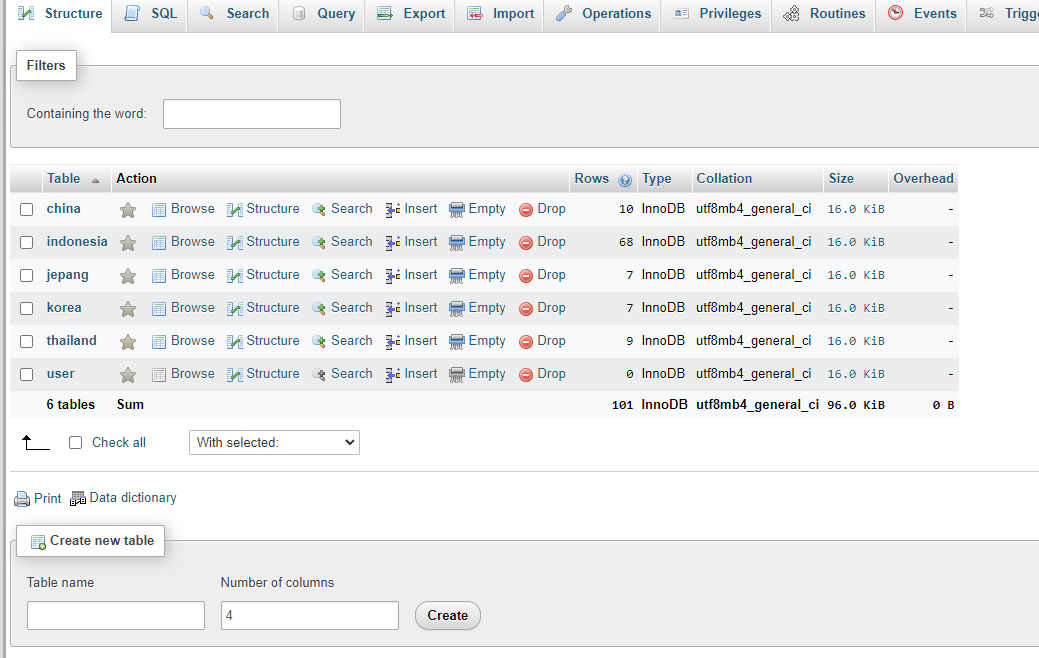 Structure SQL Search Query Export Import Operations Privileges Routines Events
Filters
Containing the word:
Table Action Rows Type Collation Size Overhead
china Browse Structure Search Insert Empty Drop 10 InnoDB utf8mb4_general_ci 16.0 KiB -
indonesia Browse Structure Search Insert Empty Drop 68 InnoDB utf8mb4_general_ci 16.0 KiB -
jepang Browse Structure Search Insert Empty Drop 7 InnoDB utf8mb4_general_ci 16.0 KiB -
korea Browse Structure Search Insert Empty Drop 7 InnoDB utf8mb4_general_ci 16.0 KiB -
thailand Browse Structure Search Insert Empty Drop 9 InnoDB utf8mb4_general_ci 16.0 KiB -
user Browse Structure Search Insert Empty Drop 0 InnoDB utf8mb4_general_ci 16.0 KiB -
6 tables Sum 101 InnoDB utf8mb4_general_ci 96.0 KiB 0 B
Check all With selected:
Print Data dictionary
Create new table
Table name Number of columns
4 Create